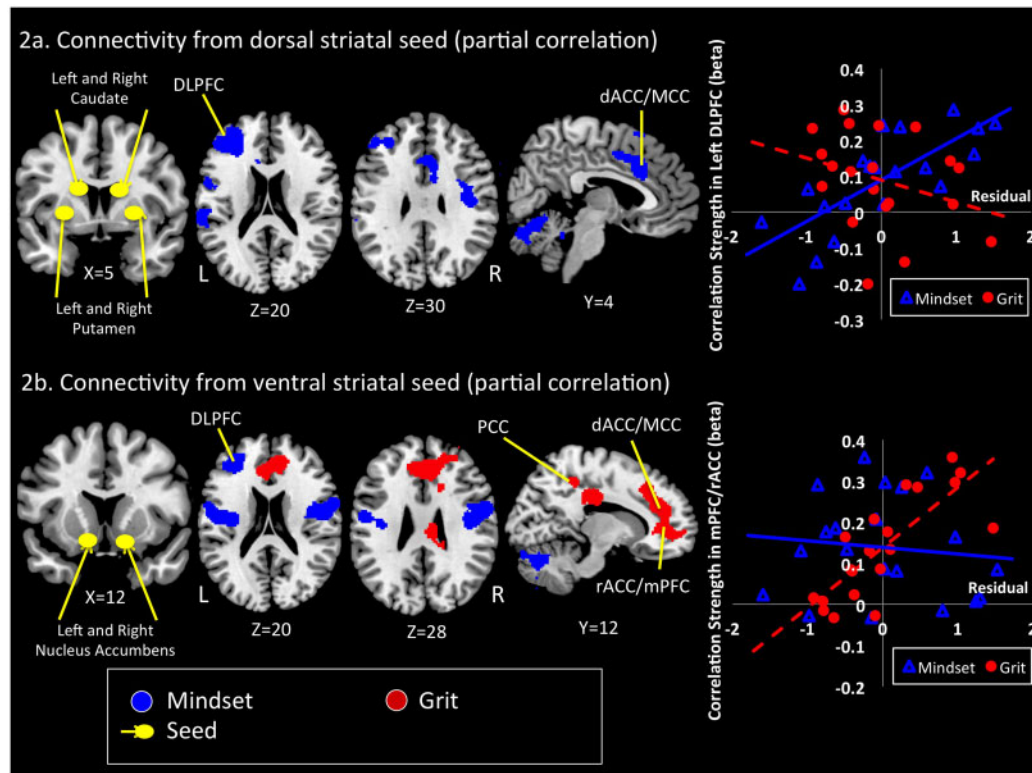 2a. Connectivity from dorsal striatal seed (partial correlation)
Left and Right
Caudate
DLPFC
dACC/MCC
X=5
L
R
Left and Right
Putamen
Z=20
Z=30
Y=4
Correlation Strength in Left DLPFC (beta)
0.4
0.3
0.2
0.1
0
-0.1
-0.2
-0.3
-2
-1
0
1
2
Residual
Mindset
Grit
2b. Connectivity from ventral striatal seed (partial correlation)
DLPFC
PCC
dACC/MCC
rACC/mPFC
X=12
L
R
Left and Right
Nucleus Accumbens
Z=20
Z=28
Y=12
Correlation Strength in mPFC/rACC (beta)
0.4
0.3
0.2
0.1
0
-0.1
-0.2
-2
-1
0
1
2
Residual
Mindset
Grit
Mindset
Grit
Seed